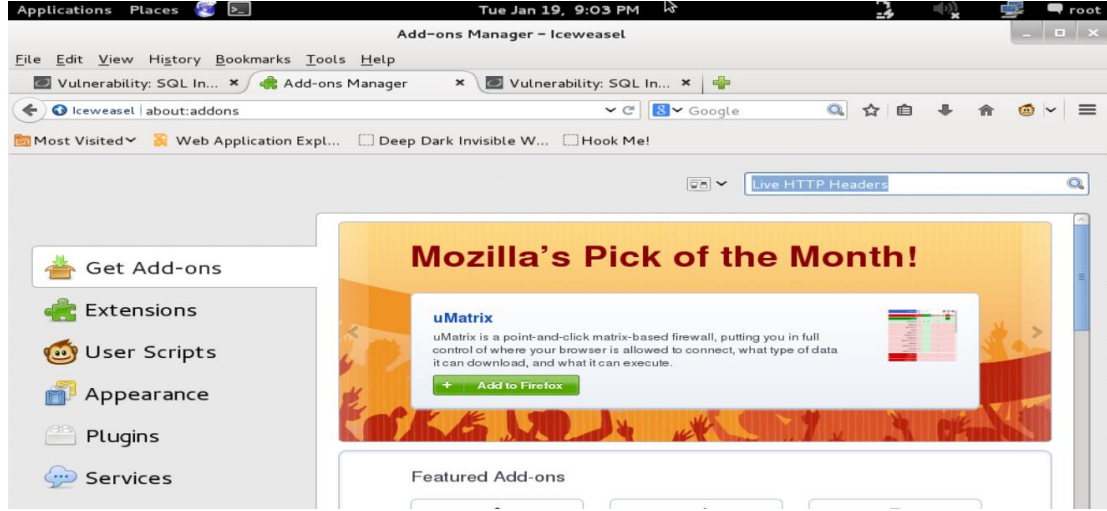 Applications Places Tue Jan 19, 9:03 PM root
Add-ons Manager - Iceweasel
File Edit View History Bookmarks Tools Help
Vulnerability: SQL In... Add-ons Manager Vulnerability: SQL In...
Iceweasel about:addons Google
Most Visited Web Application Expl... Deep Dark Invisible W... Hook Me!
Live HTTP Headers
Get Add-ons
Extensions
User Scripts
Appearance
Plugins
Services
Mozilla's Pick of the Month!
uMatrix
uMatrix is a point-and-click matrix-based firewall, putting you in full
control of where your browser is allowed to connect, what type of data
it can download, and what it can execute.
+ Add to Firefox
Featured Add-ons